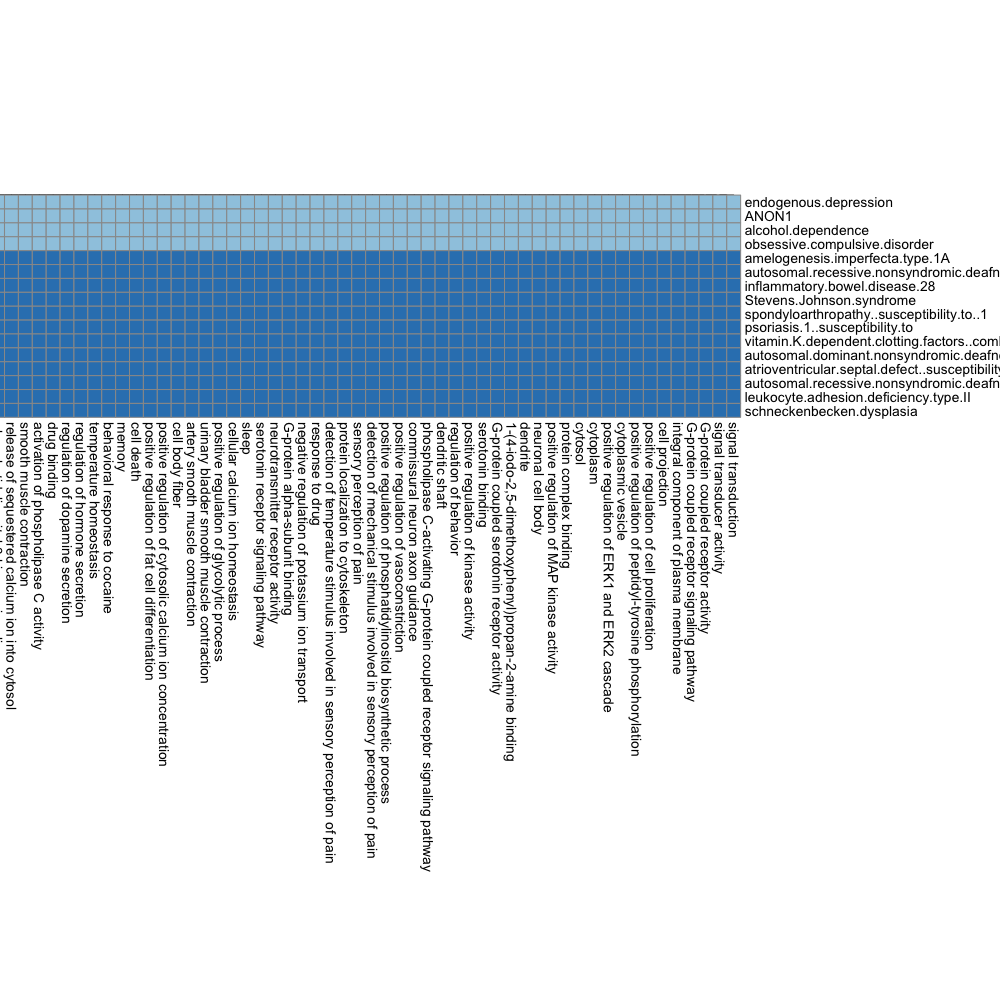 endogenous.depression
ANON1
alcohol.dependence
obsessive.compulsive.disorder
amelogenesis.imperfecta.type.1A
autosomal.recessive.nonsyndromic.deafn
inflammatory.bowel.disease.28
Stevens.Johnson.syndrome
spondyloarthropathy..susceptibility.to..1
psoriasis.1..susceptibility.to
vitamin.K.dependent.clotting.factors..com
autosomal.dominant.nonsyndromic.deafne
atrioventricular.septal.defect..susceptibility
autosomal.recessive.nonsyndromic.deafn
leukocyte.adhesion.deficiency.type.II
schneckenbecken.dysplasia
release of sequestered calcium ion into cytosol
smooth muscle contraction
activation of phospholipase C activity
drug binding
regulation of dopamine secretion
regulation of hormone secretion
temperature homeostasis
behavioral response to cocaine
memory
cell death
positive regulation of fat cell differentiation
positive regulation of cytosolic calcium ion concentration
cell body fiber
artery smooth muscle contraction
urinary bladder smooth muscle contraction
positive regulation of glycolytic process
cellular calcium ion homeostasis
sleep
serotonin receptor signaling pathway
neurotransmitter receptor activity
G-protein alpha-subunit binding
negative regulation of potassium ion transport
response to drug
detection of temperature stimulus involved in sensory perception of pain
protein localization to cytoskeleton
sensory perception of pain
detection of mechanical stimulus involved in sensory perception of pain
positive regulation of phosphatidylinositol biosynthetic process
positive regulation of vasoconstriction
commissural neuron axon guidance
phospholipase C-activating G-protein coupled receptor signaling pathway
dendritic shaft
regulation of behavior
positive regulation of kinase activity
serotonin binding
G-protein coupled serotonin receptor activity
1-(4-iodo-2,5-dimethoxyphenyl)propan-2-amine binding
dendrite
neuronal cell body
positive regulation of MAP kinase activity
protein complex binding
cytosol
cytoplasm
positive regulation of ERK1 and ERK2 cascade
cytoplasmic vesicle
positive regulation of peptidyl-tyrosine phosphorylation
positive regulation of cell proliferation
cell projection
integral component of plasma membrane
G-protein coupled receptor signaling pathway
G-protein coupled receptor activity
signal transducer activity
signal transduction